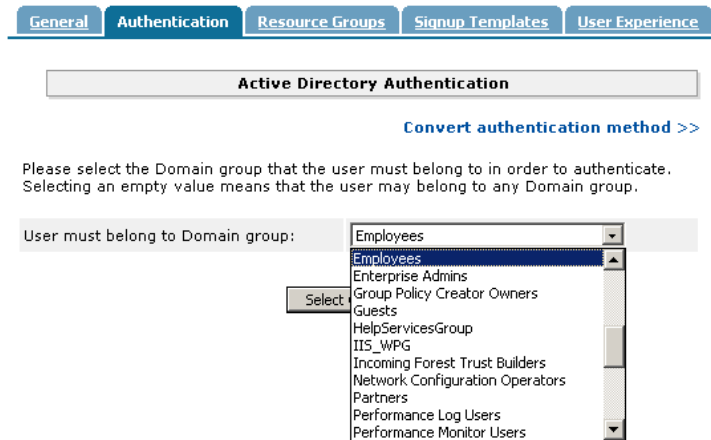 General Authentication Resource Groups Signup Templates User Experience
Active Directory Authentication
Convert authentication method >>
Please select the Domain group that the user must belong to in order to authenticate.
Selecting an empty value means that the user may belong to any Domain group.
User must belong to Domain group: Employees
Employees
Enterprise Admins
Select
Group Policy Creator Owners
Guests
HelpServicesGroup
IIS_WPG
Incoming Forest Trust Builders
Network Configuration Operators
Partners
Performance Log Users
Performance Monitor Users